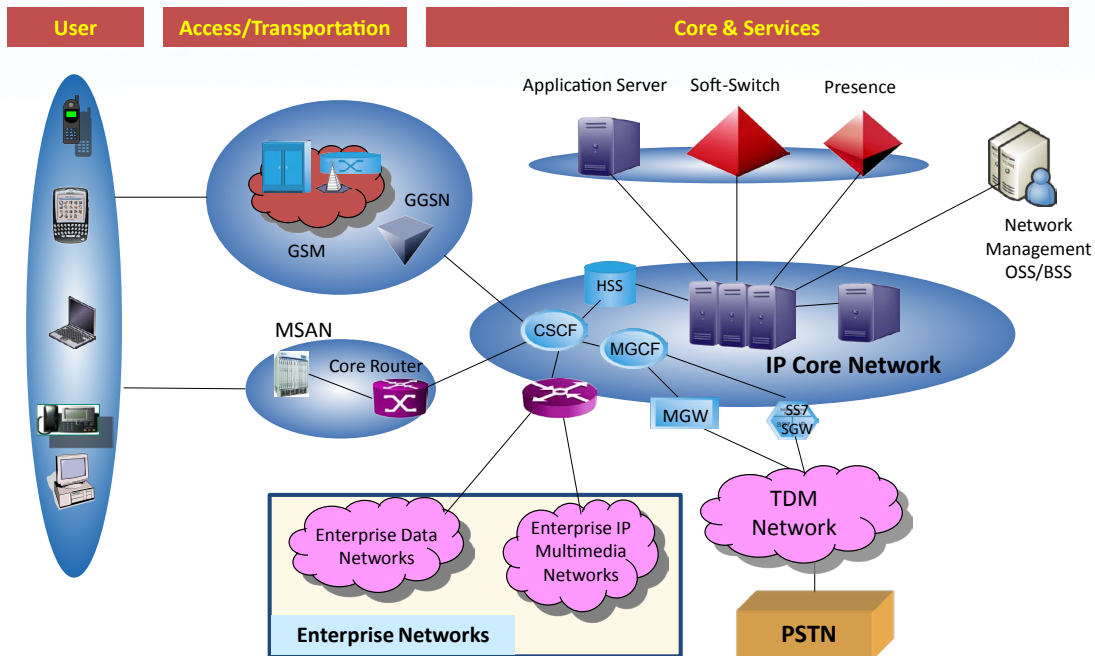 User
Access/Transportation
Core & Services
Application Server
Soft-Switch
Presence
GGSN
GSM
Network
Management
OSS/BSS
HSS
MSAN
CSCF
MGCF
Core Router
IP Core Network
MGW
SS7
SGW
TDM
Network
Enterprise Data
Networks
Enterprise IP
Multimedia
Networks
Enterprise Networks
PSTN